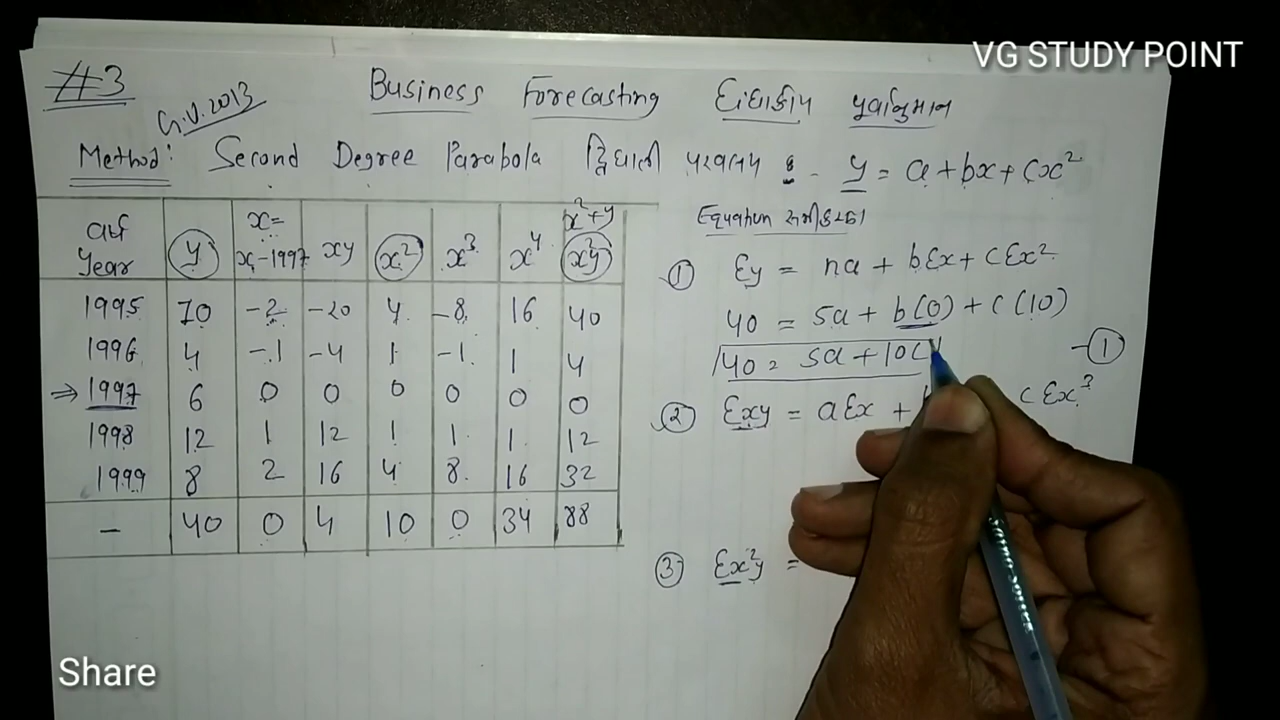 VG STUDY POINT
#3
G.U. 2013
Business Forecasting ધંધાકીય પૂર્વાનુમાન
Method: Second Degree Parabola દ્વિઘાતી પરવલય : - y = a + bx + cx²
વર્ષ Year y x= x-1997 xy x² x³ x⁴ x²+y x²y
1995 70 -2 -20 4 -8 16 40
1996 4 -1 -4 1 -1 1 4
⇒ 1997 6 0 0 0 0 0 0
1998 12 1 12 1 1 1 12
1999 8 2 16 4 8 16 32
- 40 0 4 10 0 34 88
Equation સમીકરણ
① Σy = na + bΣx + cΣx²
40 = 5a + b(0) + c(10)
40 = 5a + 10c -①
② Σxy = aΣx + cΣx³
③ Σx²y =
Share